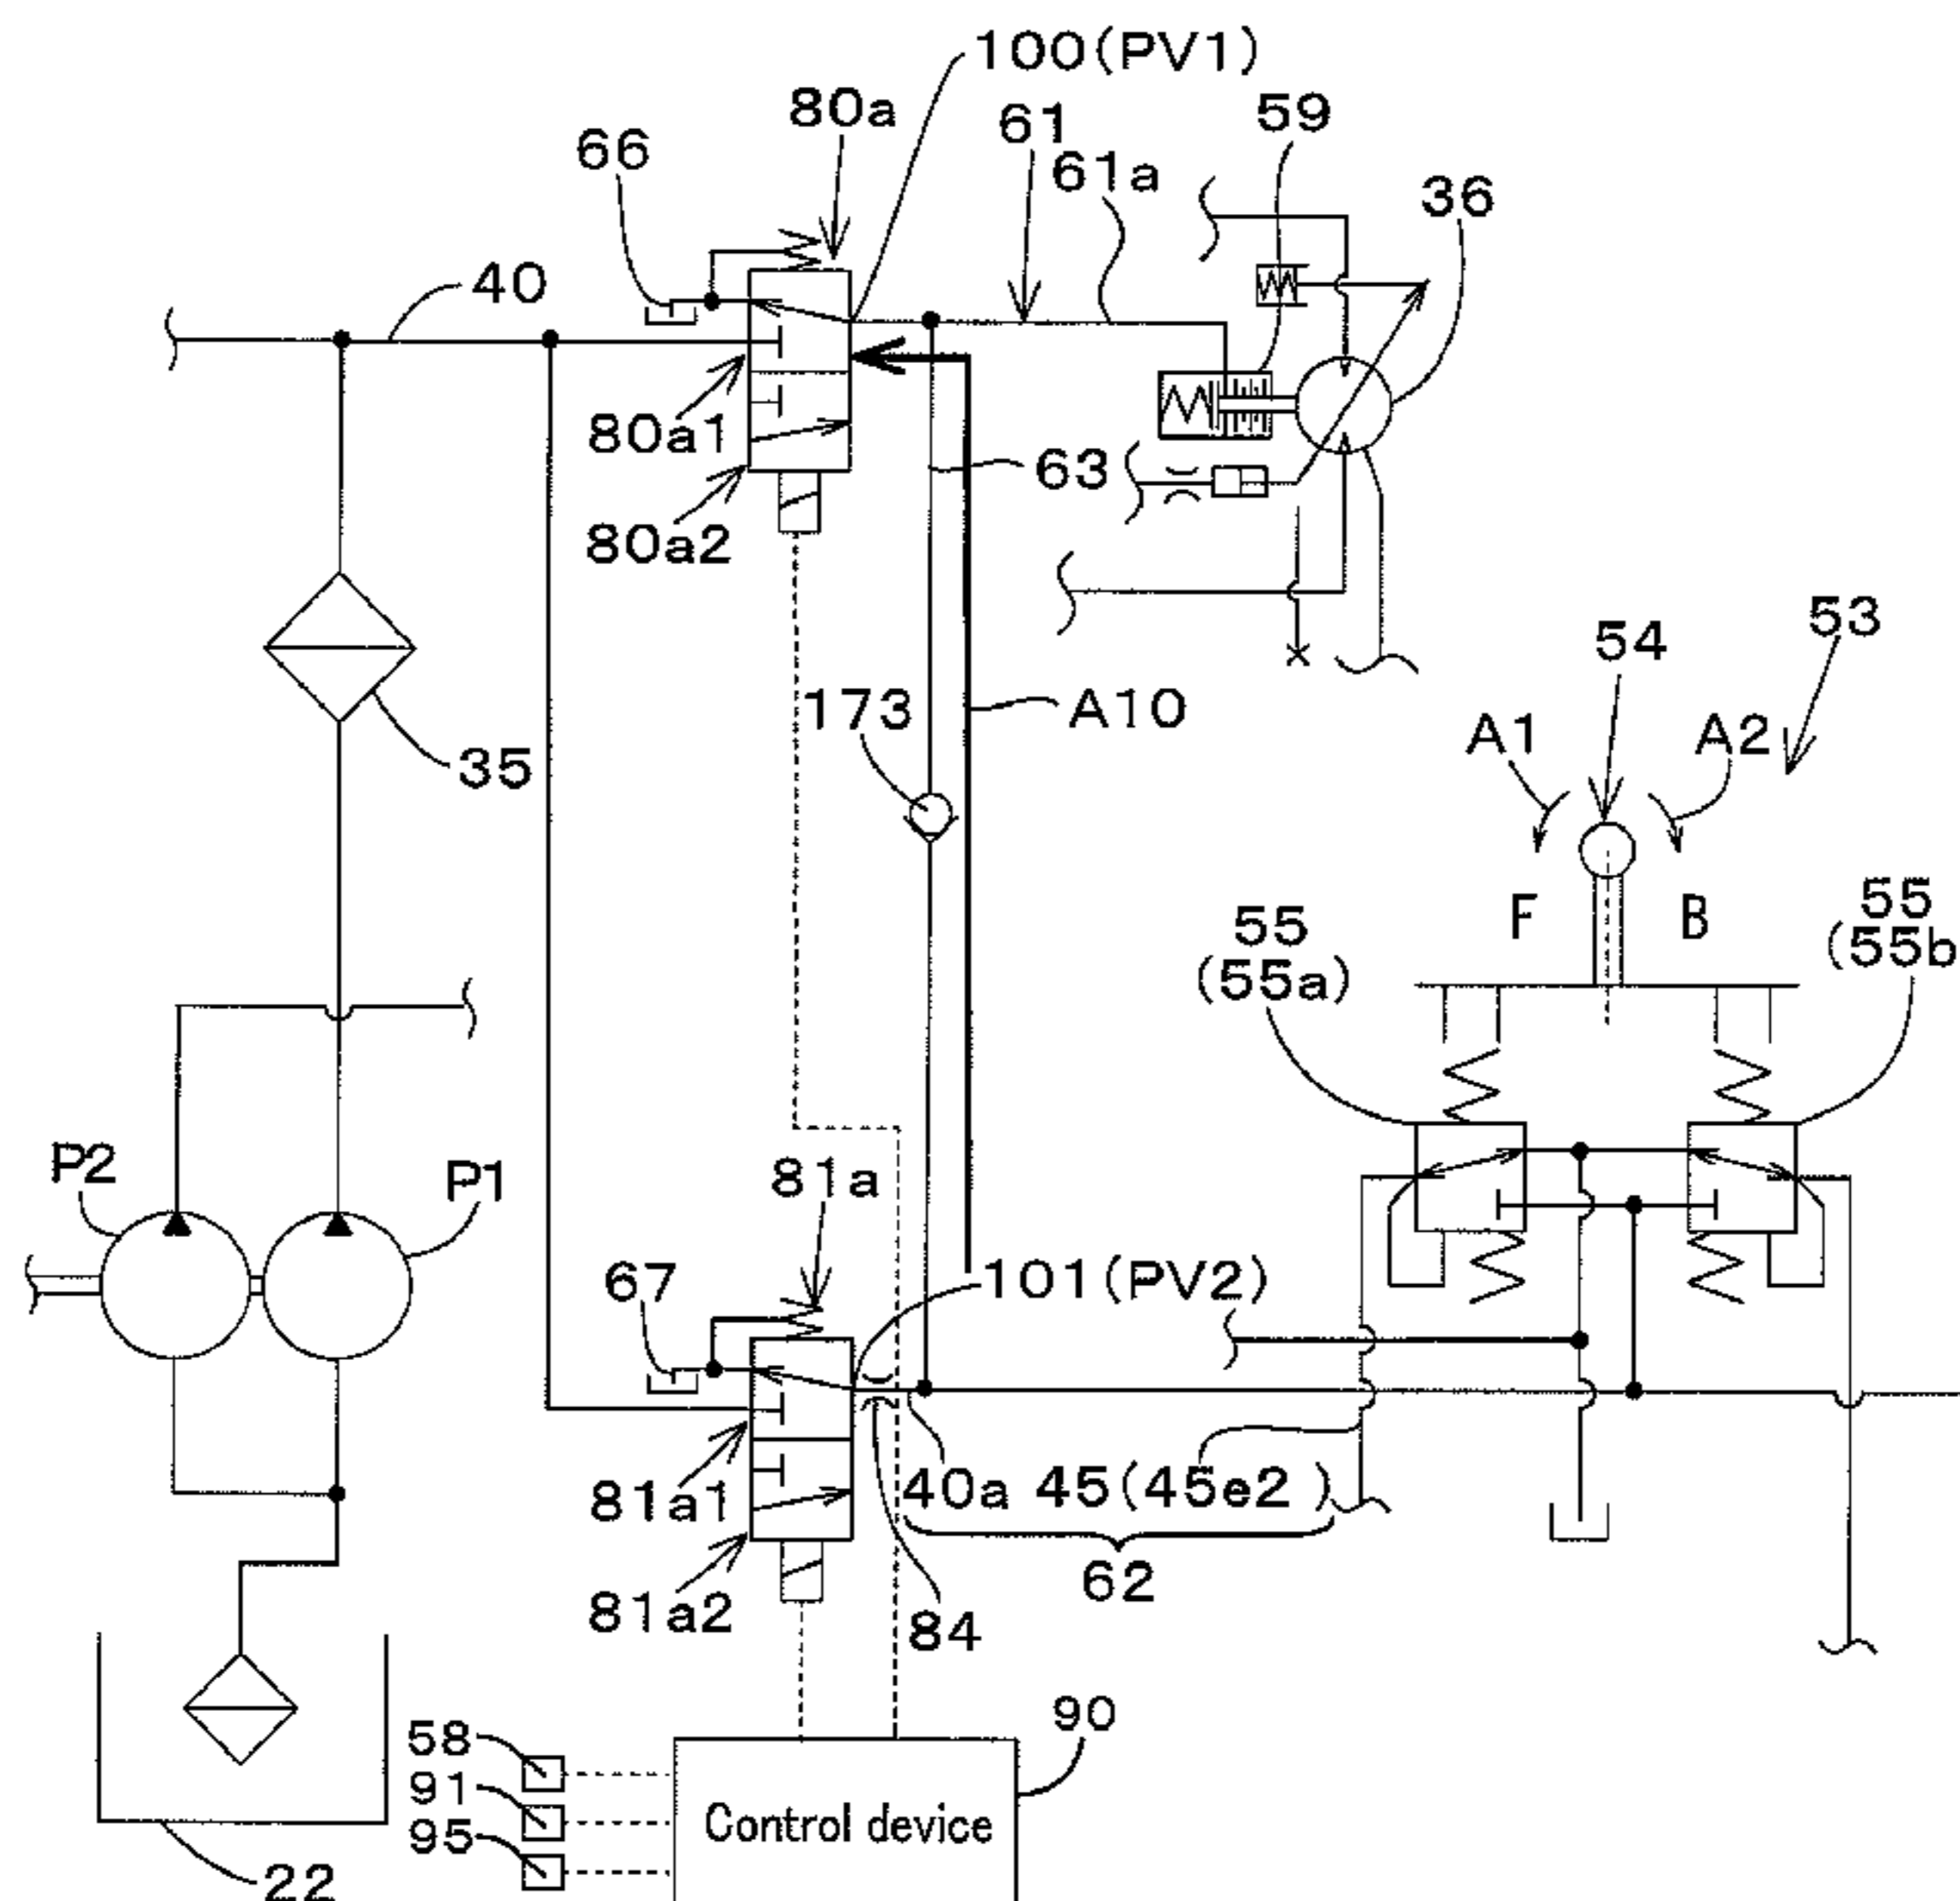 100(PV1)
80a
59
61
66
61a
36
40
80a1
63
80a2
53
54
173
A10
A1
A2
35
F
B
55
(55a)
55
(55b
P2
P1
81a
67
101(PV2)
81a1
40a
45(45e2)
62
81a2
84
90
58
91
Control device
95
22